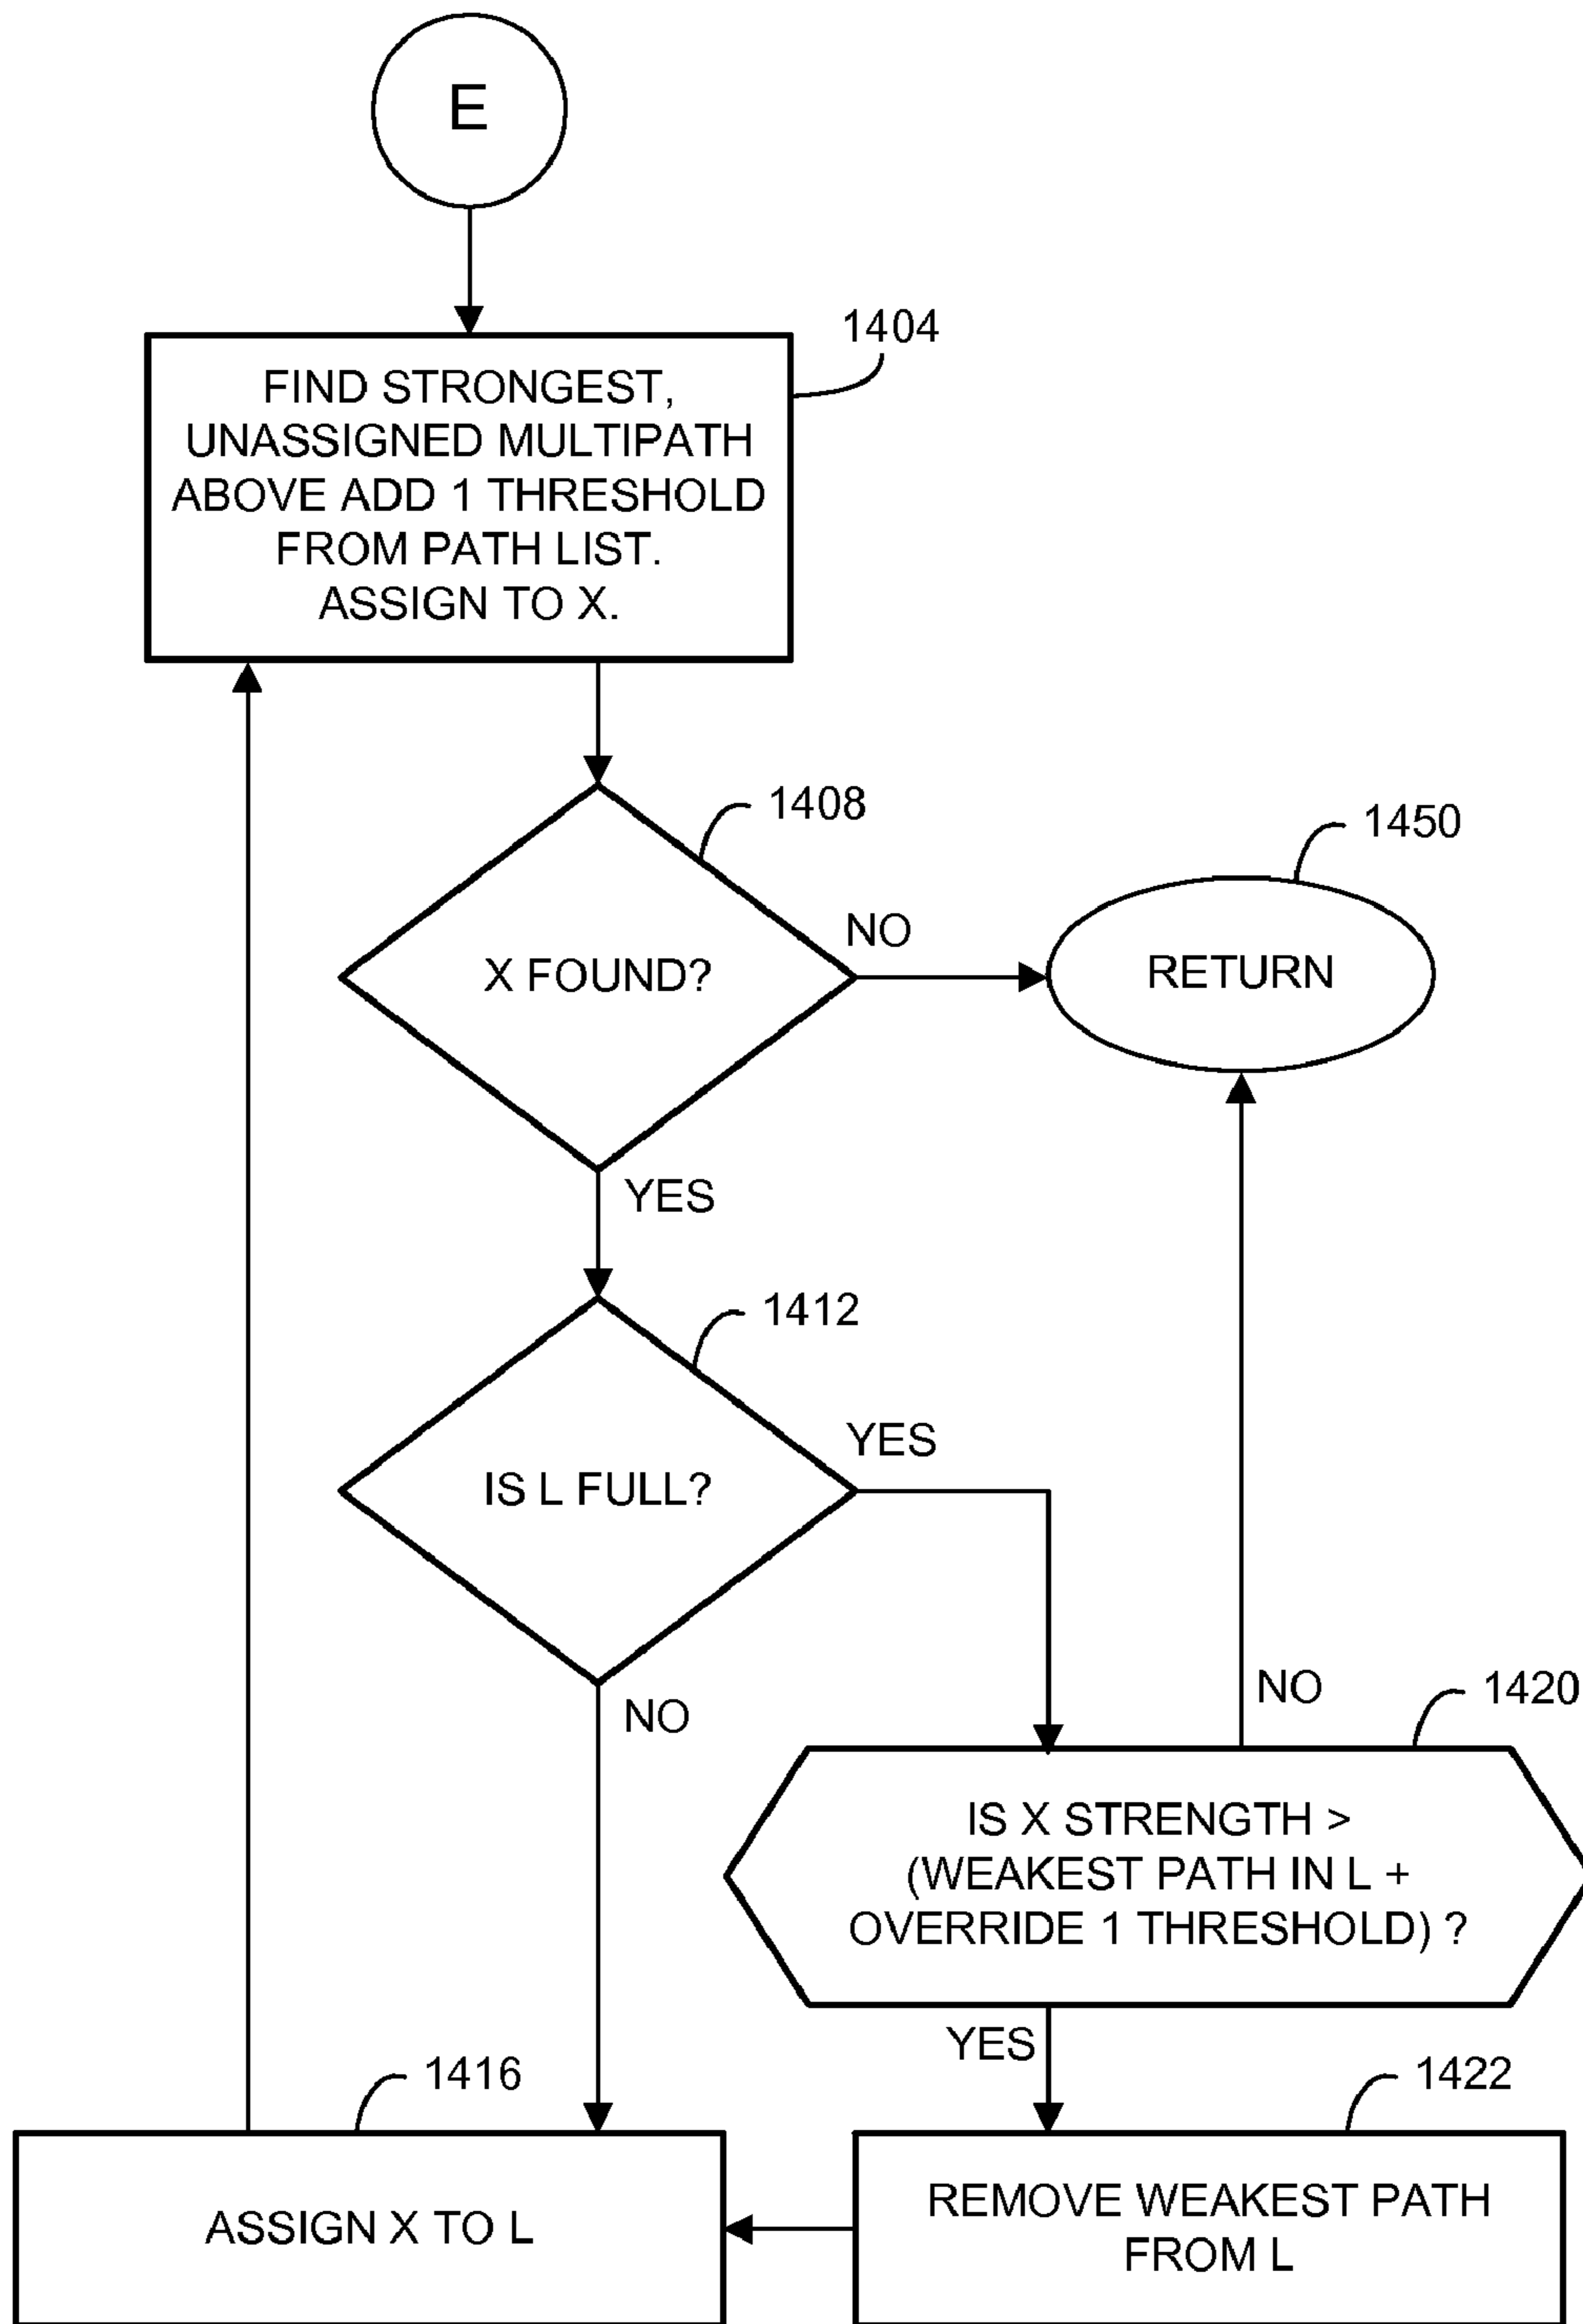 E
1404
FIND STRONGEST,
UNASSIGNED MULTIPATH
ABOVE ADD 1 THRESHOLD
FROM PATH LIST.
ASSIGN TO X.
1408
1450
NO
X FOUND?
RETURN
YES
1412
YES
IS L FULL?
NO
NO
1420
IS X STRENGTH >
(WEAKEST PATH IN L +
OVERRIDE 1 THRESHOLD) ?
YES
1416
1422
ASSIGN X TO L
REMOVE WEAKEST PATH
FROM L